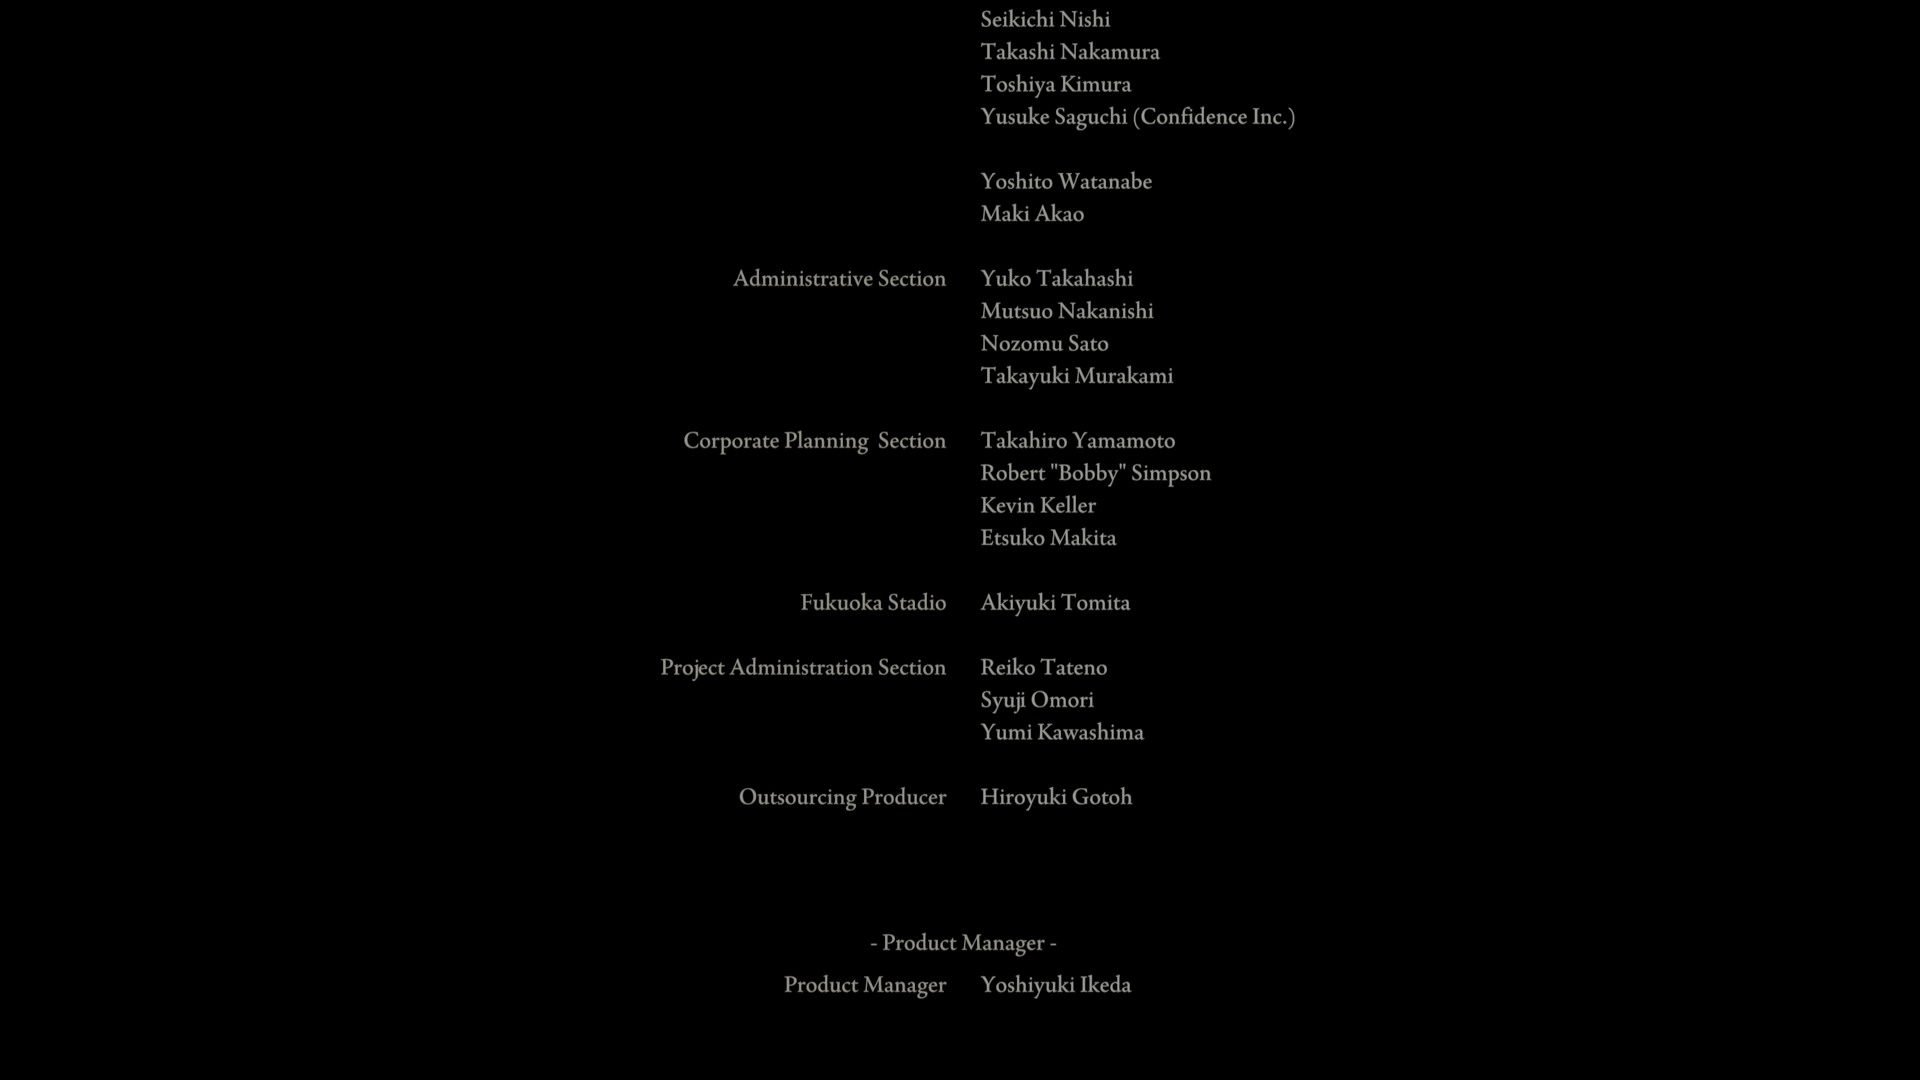 Seikichi Nishi
Takashi Nakamura
Toshiya Kimura
Yusuke Saguchi (Confidence Inc.)
Yoshito Watanabe
Maki Akao
Administrative Section Yuko Takahashi
Mutsuo Nakanishi
Nozomu Sato
Takayuki Murakami
Corporate Planning  Section Takahiro Yamamoto
Robert "Bobby" Simpson
Kevin Keller
Etsuko Makita
Fukuoka Stadio Akiyuki Tomita
Project Administration Section Reiko Tateno
Syuji Omori
Yumi Kawashima
Outsourcing Producer Hiroyuki Gotoh
- Product Manager -
Product Manager Yoshiyuki Ikeda